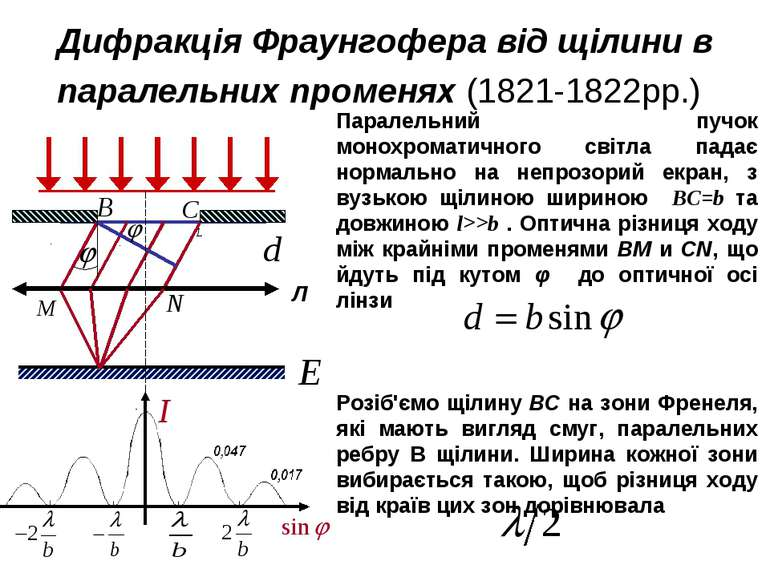 Дифракція Фраунгофера від щілини в
паралельних променях (1821-1822рр.)
Паралельний пучок
монохроматичного світла падає
нормально на непрозорий екран, з
вузькою щілиною шириною BC=b та
довжиною l>>b . Оптична різниця ходу
між крайніми променями BM и CN, що
йдуть під кутом φ до оптичної осі
лінзи
d = b sin φ
Розіб'ємо щілину BC на зони Френеля,
які мають вигляд смуг, паралельних
ребру В щілини. Ширина кожної зони
вибирається такою, щоб різниця ходу
від країв цих зон дорівнювала
λ/2
B
C
φ
φ
L
d
M
N
Л
E
I
0,047
0,017
−2 λ/b
− λ/b
λ/b
2 λ/b
sin φ